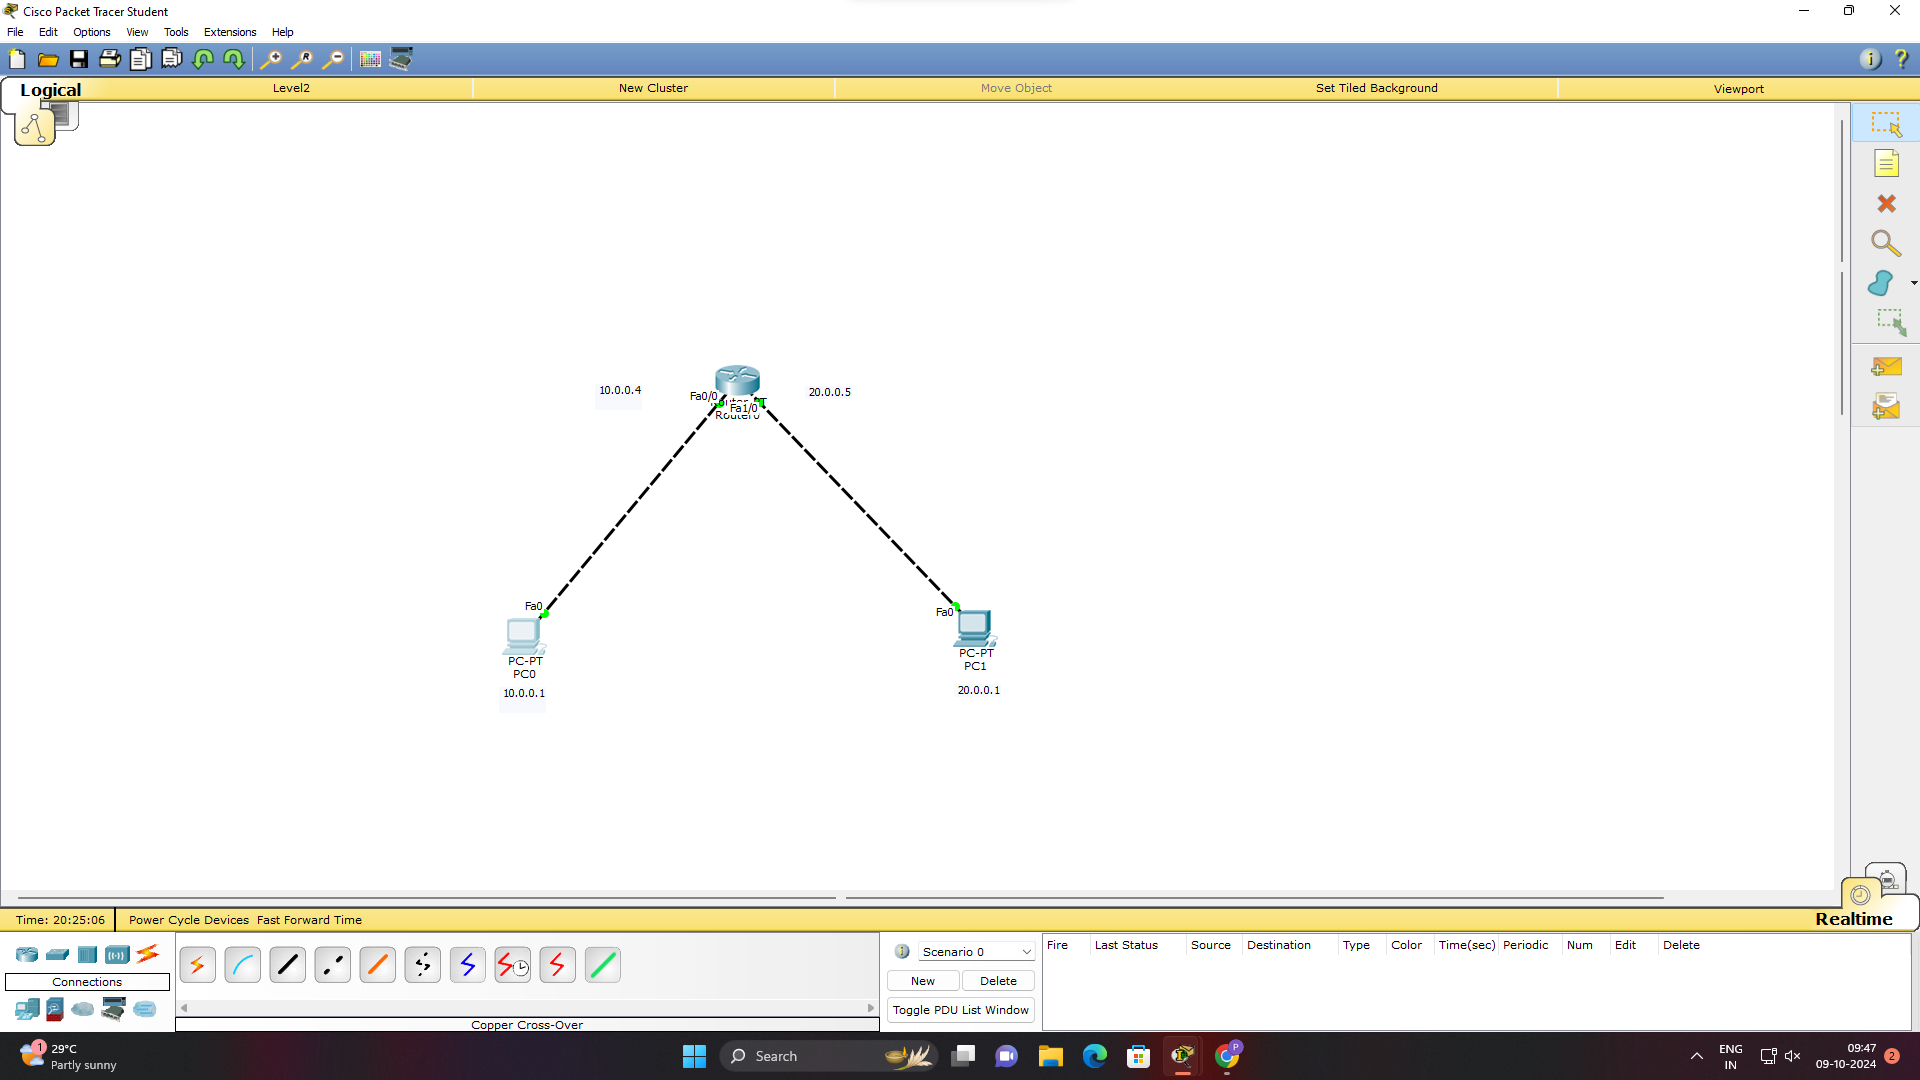 Cisco Packet Tracer Student
File Edit Options View Tools Extensions Help
Logical Level2 New Cluster Move Object Set Tiled Background Viewport
10.0.0.4
20.0.0.5
Fa0/0
Fa1/0
Router0
Fa0
PC-PT
PC0
10.0.0.1
Fa0
PC-PT
PC1
20.0.0.1
Realtime
Time: 20:25:06 Power Cycle Devices Fast Forward Time
Connections
Copper Cross-Over
Scenario 0
New Delete
Toggle PDU List Window
Fire Last Status Source Destination Type Color Time(sec) Periodic Num Edit Delete
1
29°C
Partly sunny
Search
P
ENG
IN
09:47
09-10-2024
2